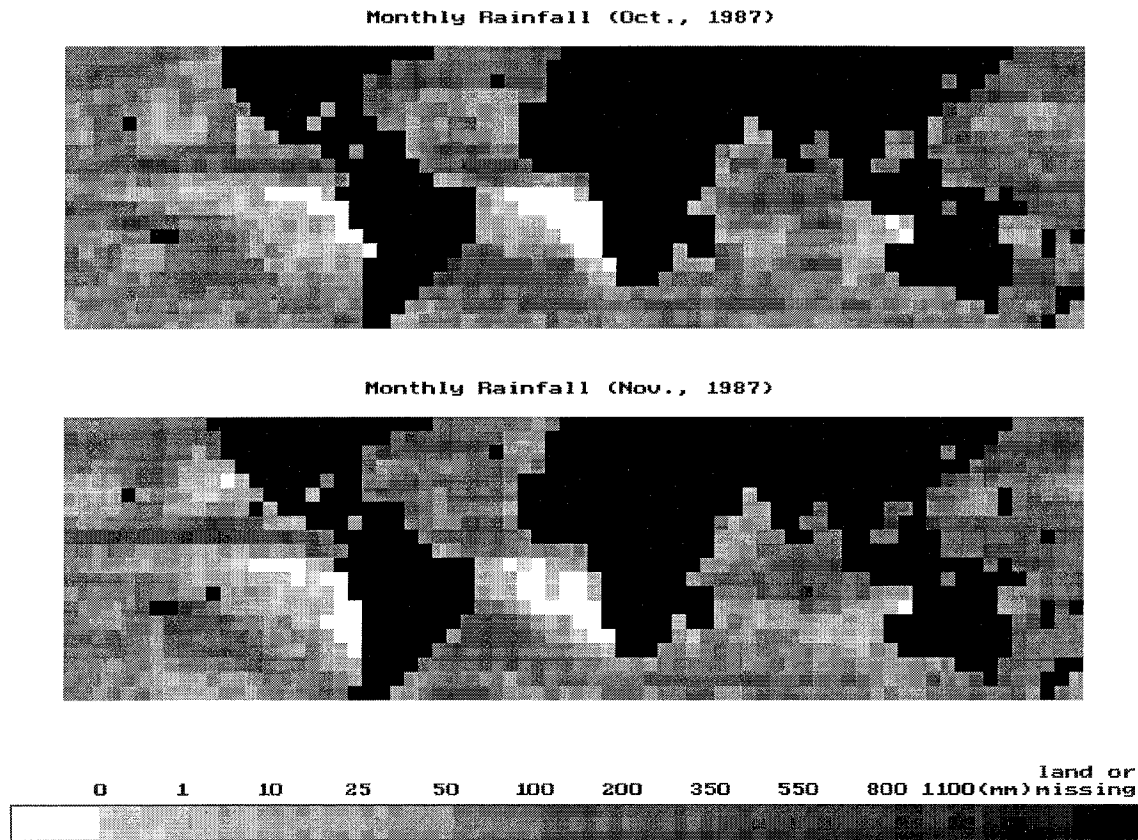 Monthly Rainfall (Oct., 1987)
Monthly Rainfall (Nov., 1987)
land or
0 1 10 25 50 100 200 350 550 800 1100(mm)missing